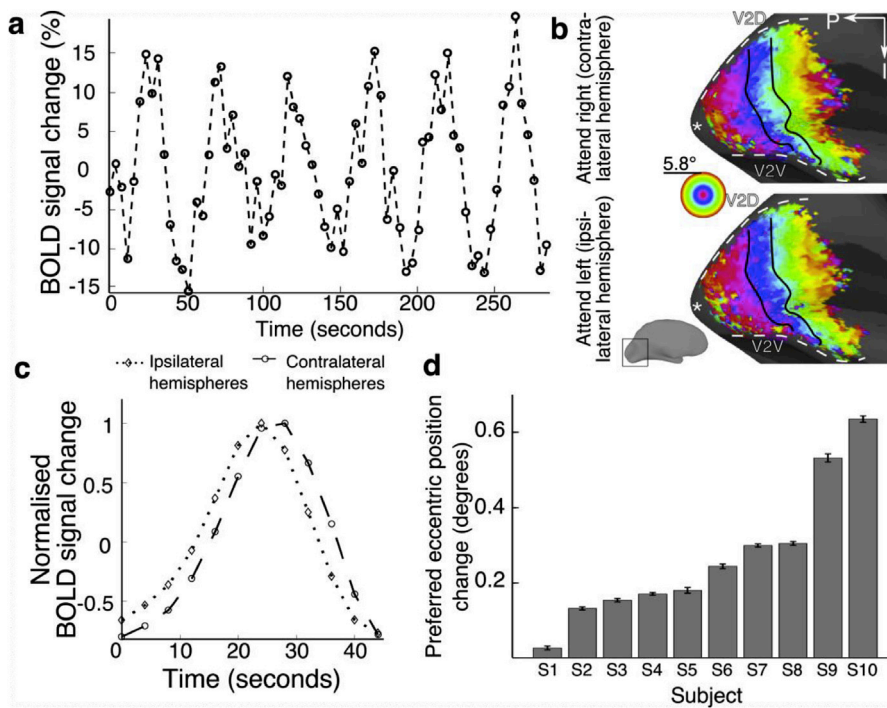 a
BOLD signal change (%)
15
10
5
0
-5
-10
-15
0
50
100
150
200
250
Time (seconds)
b
Attend right (contra-
lateral hemisphere)
Attend left (ipsi-
lateral hemisphere)
V2D
P
*
V2V
5.8°
V2D
*
V2V
c
Ipsilateral
hemispheres
Contralateral
hemispheres
Normalised
BOLD signal change
1
0.5
0
-0.5
0
10
20
30
40
Time (seconds)
d
Preferred eccentric position
change (degrees)
0.6
0.4
0.2
S1 S2 S3 S4 S5 S6 S7 S8 S9 S10
Subject